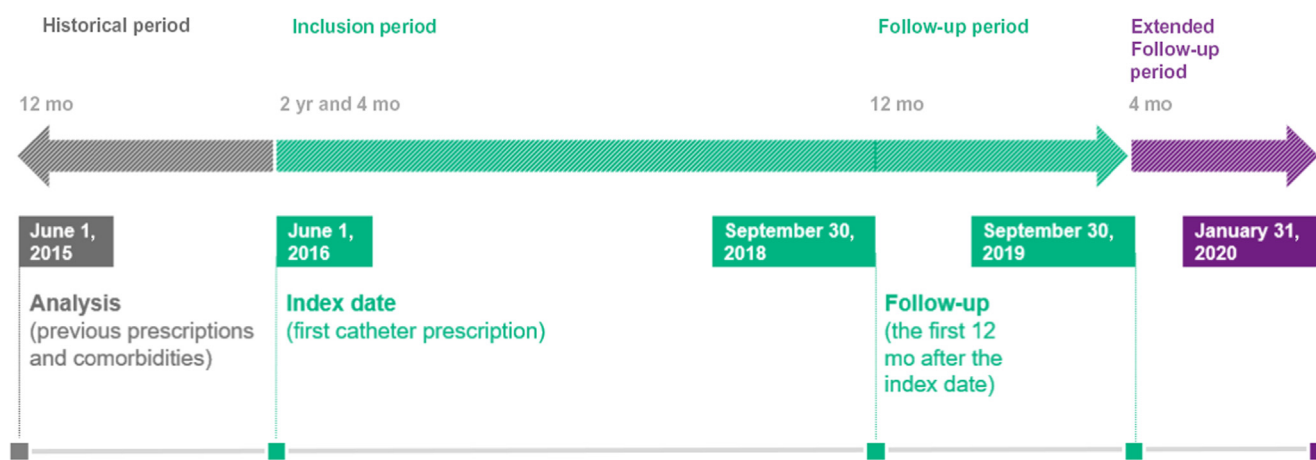 Historical period
Inclusion period
Follow-up period
Extended
Follow-up
period
12 mo
2 yr and 4 mo
12 mo
4 mo
June 1,
2015
June 1,
2016
September 30,
2018
September 30,
2019
January 31,
2020
Analysis
(previous prescriptions
and comorbidities)
Index date
(first catheter prescription)
Follow-up
(the first 12
mo after the
index date)